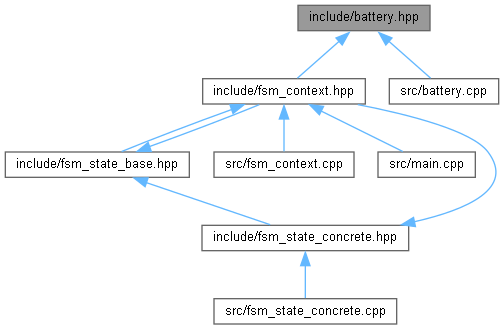 include/battery.hpp
include/fsm_context.hpp
src/battery.cpp
include/fsm_state_base.hpp
src/fsm_context.cpp
src/main.cpp
include/fsm_state_concrete.hpp
src/fsm_state_concrete.cpp